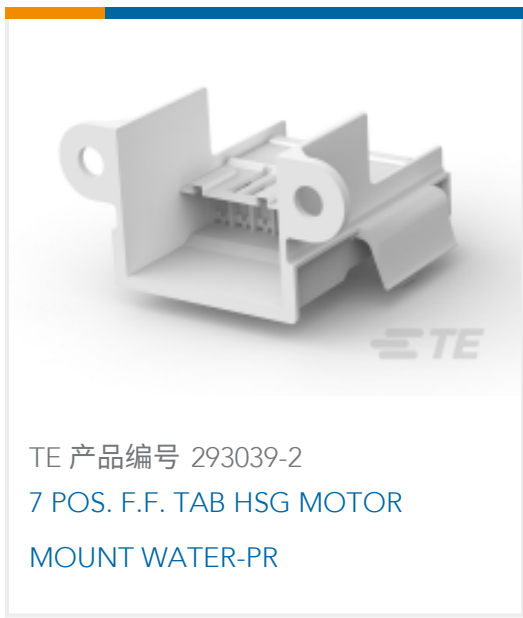 TE
TE 产品编号 293039-2
7 POS. F.F. TAB HSG MOTOR
MOUNT WATER-PR